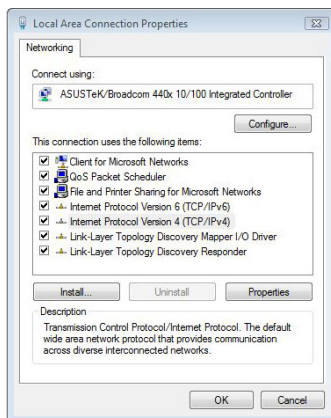 Local Area Connection Properties
Networking
Connect using:
ASUSTeK/Broadcom 440x 10/100 Integrated Controller
Configure...
This connection uses the following items:
Client for Microsoft Networks
QoS Packet Scheduler
File and Printer Sharing for Microsoft Networks
Internet Protocol Version 6 (TCP/IPv6)
Internet Protocol Version 4 (TCP/IPv4)
Link-Layer Topology Discovery Mapper I/O Driver
Link-Layer Topology Discovery Responder
Install...
Uninstall
Properties
Description
Transmission Control Protocol/Internet Protocol. The default
wide area network protocol that provides communication
across diverse interconnected networks.
OK
Cancel